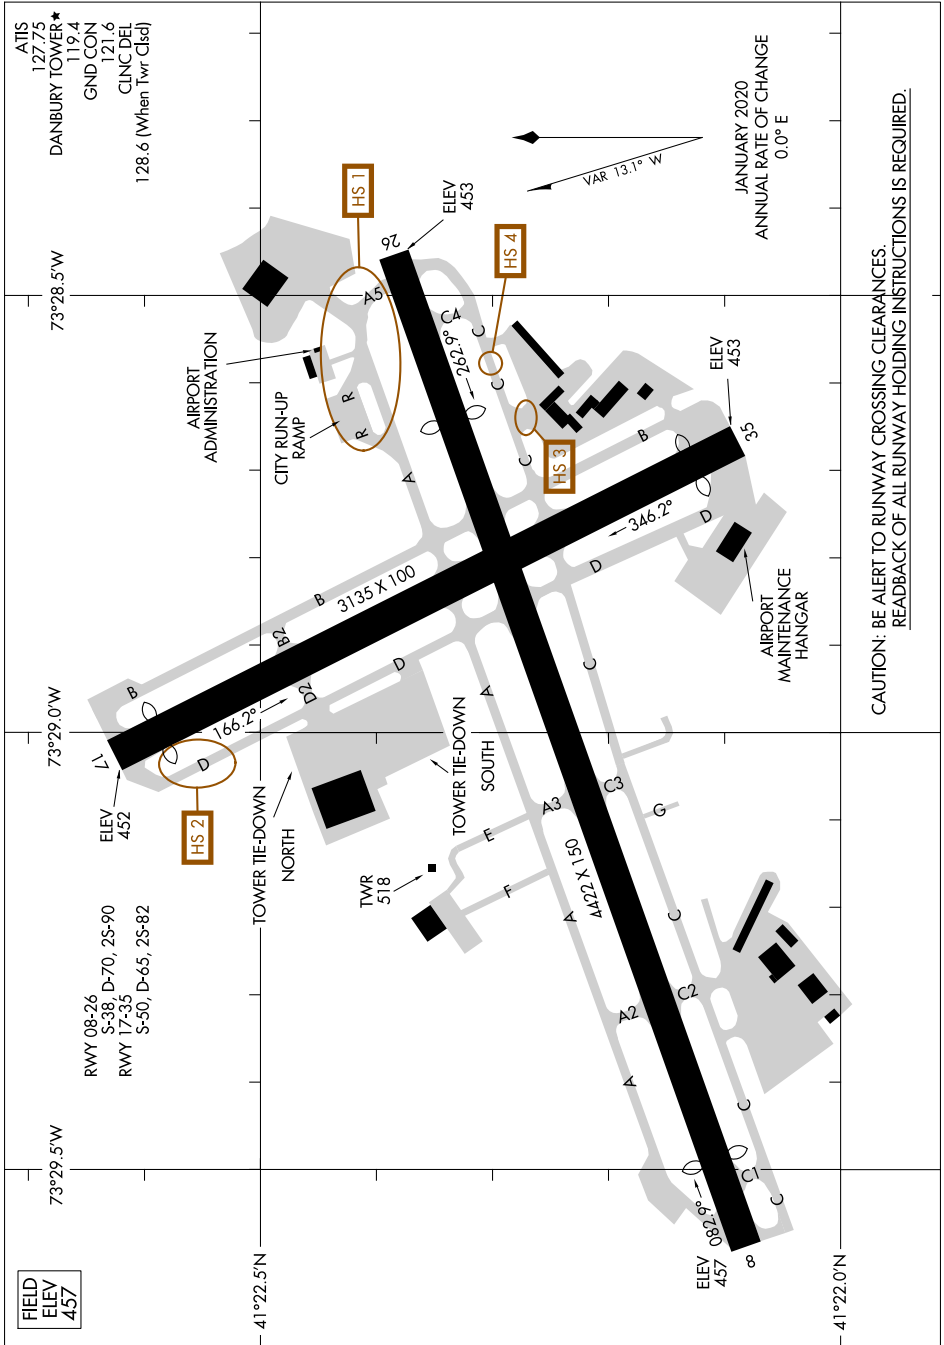 ATIS
127.75
DANBURY TOWER★
119.4
GND CON
121.6
CLNC DEL
128.6 (When Twr Clsd)
FIELD
ELEV
457
73°29.5'W
73°29.0'W
73°28.5'W
41°22.5'N
41°22.0'N
RWY 08-26
S-38, D-70, 2S-90
RWY 17-35
S-50, D-65, 2S-82
JANUARY 2020
ANNUAL RATE OF CHANGE
0.0° E
VAR 13.1° W
HS 1
HS 2
HS 3
HS 4
AIRPORT
ADMINISTRATION
CITY RUN-UP
RAMP
R
R
A5
26
ELEV
453
C4
C
262.9°
C
C
A
B
B2
B
3135 X 100
17
ELEV
452
D
166.2°
D2
D
TOWER TIE-DOWN
NORTH
TOWER TIE-DOWN
SOUTH
TWR
518
E
F
A
A3
A
A2
A
4422 X 150
C
C3
G
C
C2
C
C1
C
082.9°
8
ELEV
457
D
D
346.2°
B
35
ELEV
453
AIRPORT
MAINTENANCE
HANGAR
CAUTION: BE ALERT TO RUNWAY CROSSING CLEARANCES.
READBACK OF ALL RUNWAY HOLDING INSTRUCTIONS IS REQUIRED.